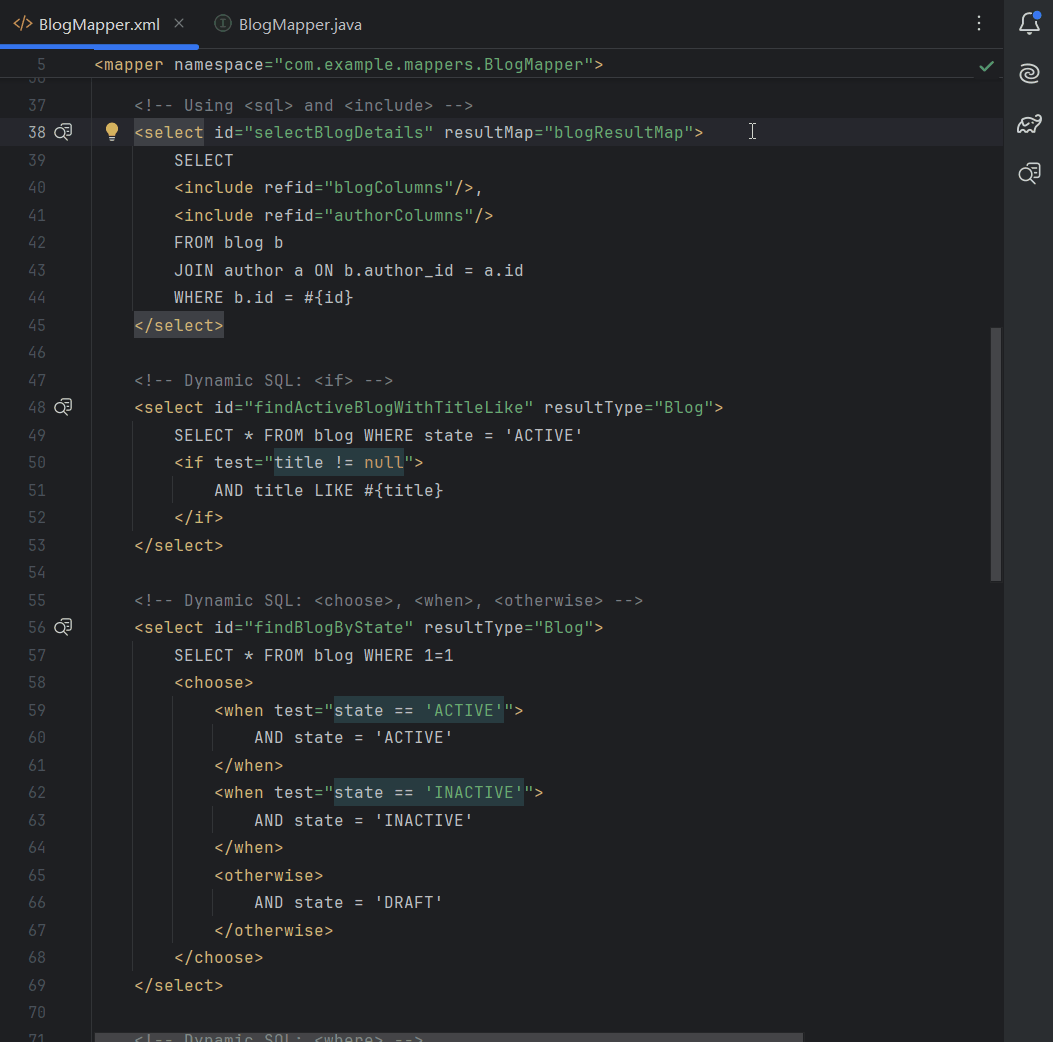 </> BlogMapper.xml × I BlogMapper.java
5 <mapper namespace="com.example.mappers.BlogMapper">
37 <!-- Using <sql> and <include> -->
38 <select id="selectBlogDetails" resultMap="blogResultMap">
39 SELECT
40 <include refid="blogColumns"/>,
41 <include refid="authorColumns"/>
42 FROM blog b
43 JOIN author a ON b.author_id = a.id
44 WHERE b.id = #{id}
45 </select>
46
47 <!-- Dynamic SQL: <if> -->
48 <select id="findActiveBlogWithTitleLike" resultType="Blog">
49 SELECT * FROM blog WHERE state = 'ACTIVE'
50 <if test="title != null">
51 AND title LIKE #{title}
52 </if>
53 </select>
54
55 <!-- Dynamic SQL: <choose>, <when>, <otherwise> -->
56 <select id="findBlogByState" resultType="Blog">
57 SELECT * FROM blog WHERE 1=1
58 <choose>
59 <when test="state == 'ACTIVE'">
60 AND state = 'ACTIVE'
61 </when>
62 <when test="state == 'INACTIVE'">
63 AND state = 'INACTIVE'
64 </when>
65 <otherwise>
66 AND state = 'DRAFT'
67 </otherwise>
68 </choose>
69 </select>
70
71 <!-- Dynamic SQL: <where> -->